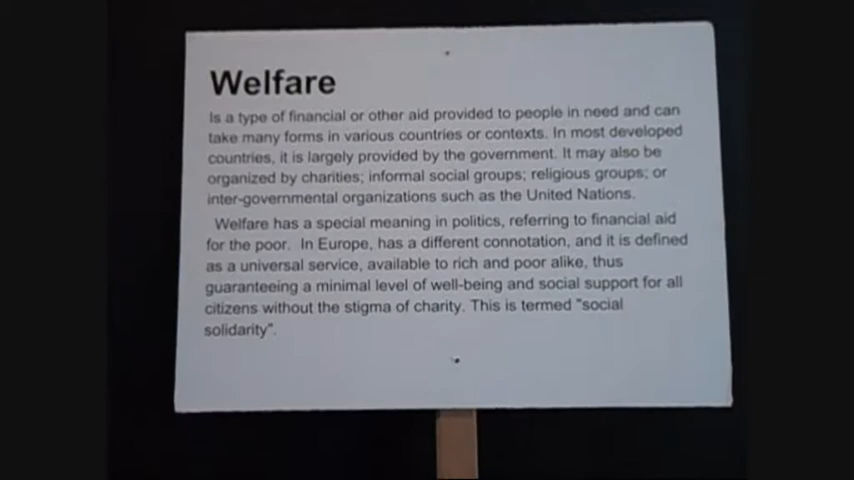 Welfare
Is a type of financial or other aid provided to people in need and can
take many forms in various countries or contexts. In most developed
countries, it is largely provided by the government. It may also be
organized by charities; informal social groups; religious groups; or
inter-governmental organizations such as the United Nations.
Welfare has a special meaning in politics, referring to financial aid
for the poor. In Europe, has a different connotation, and it is defined
as a universal service, available to rich and poor alike, thus
guaranteeing a minimal level of well-being and social support for all
citizens without the stigma of charity. This is termed "social
solidarity".